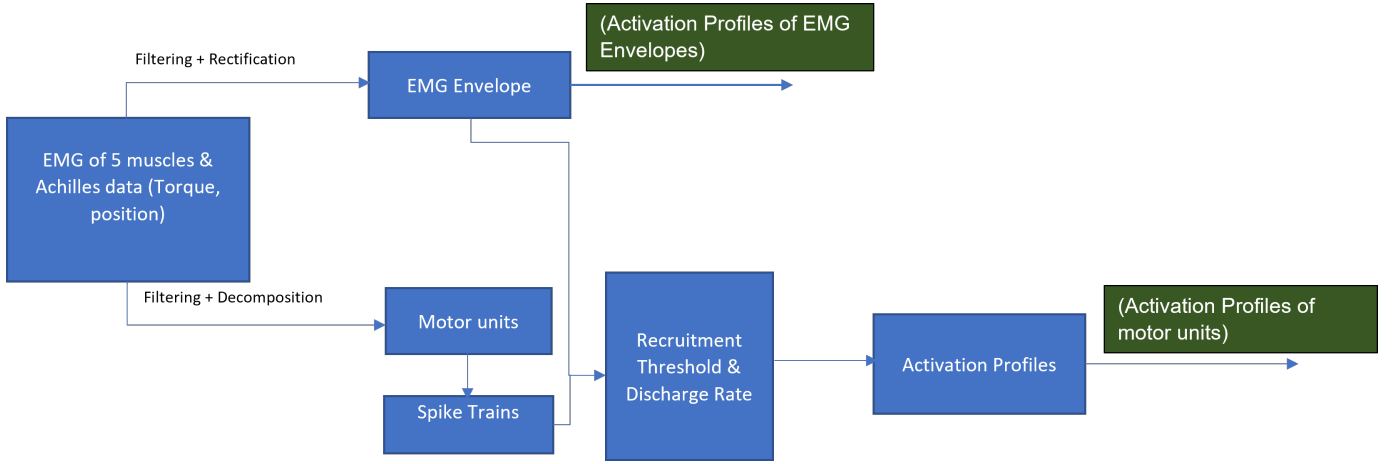 (Activation Profiles of EMG
Envelopes)
Filtering + Rectification
EMG Envelope
EMG of 5 muscles &
Achilles data (Torque,
position)
Filtering + Decomposition
Motor units
Spike Trains
Recruitment
Threshold &
Discharge Rate
Activation Profiles
(Activation Profiles of
motor units)